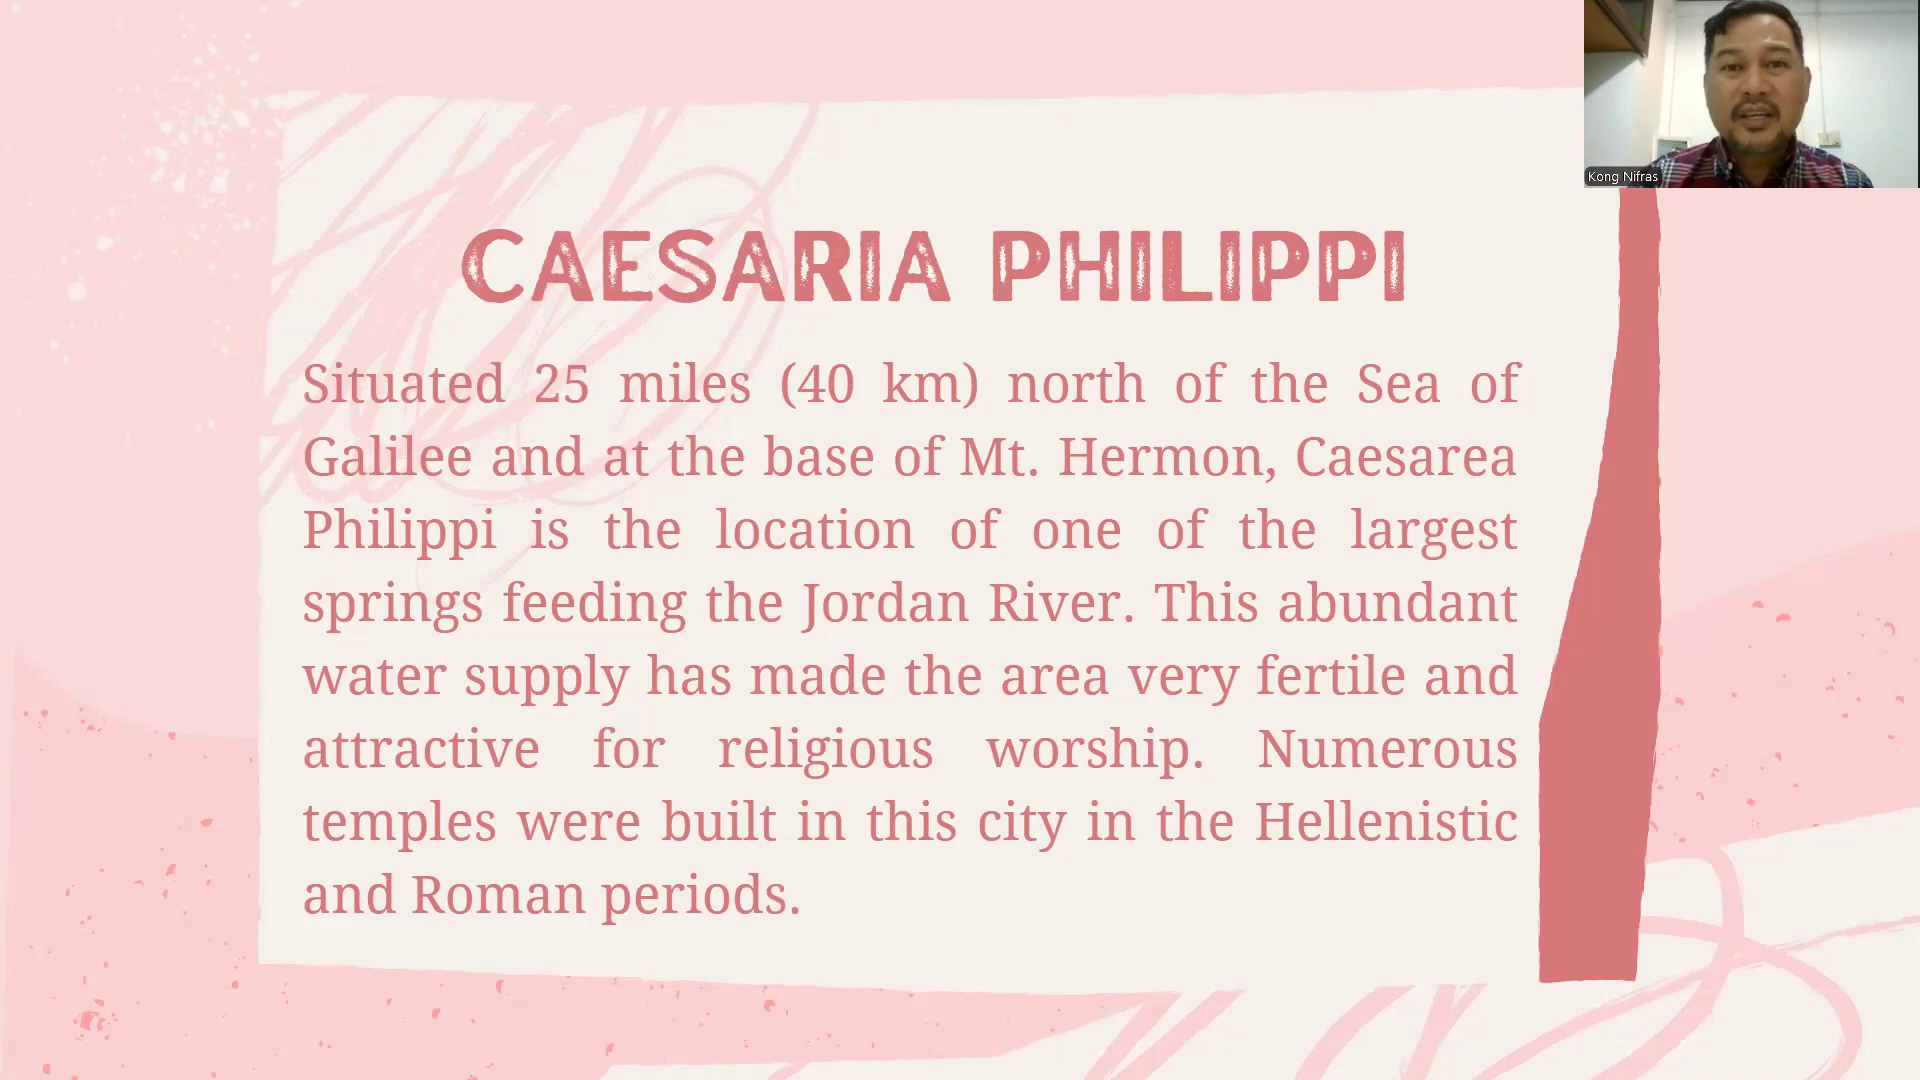 Kong Nifras
CAESARIA PHILIPPI
Situated 25 miles (40 km) north of the Sea of
Galilee and at the base of Mt. Hermon, Caesarea
Philippi is the location of one of the largest
springs feeding the Jordan River. This abundant
water supply has made the area very fertile and
attractive for religious worship. Numerous
temples were built in this city in the Hellenistic
and Roman periods.